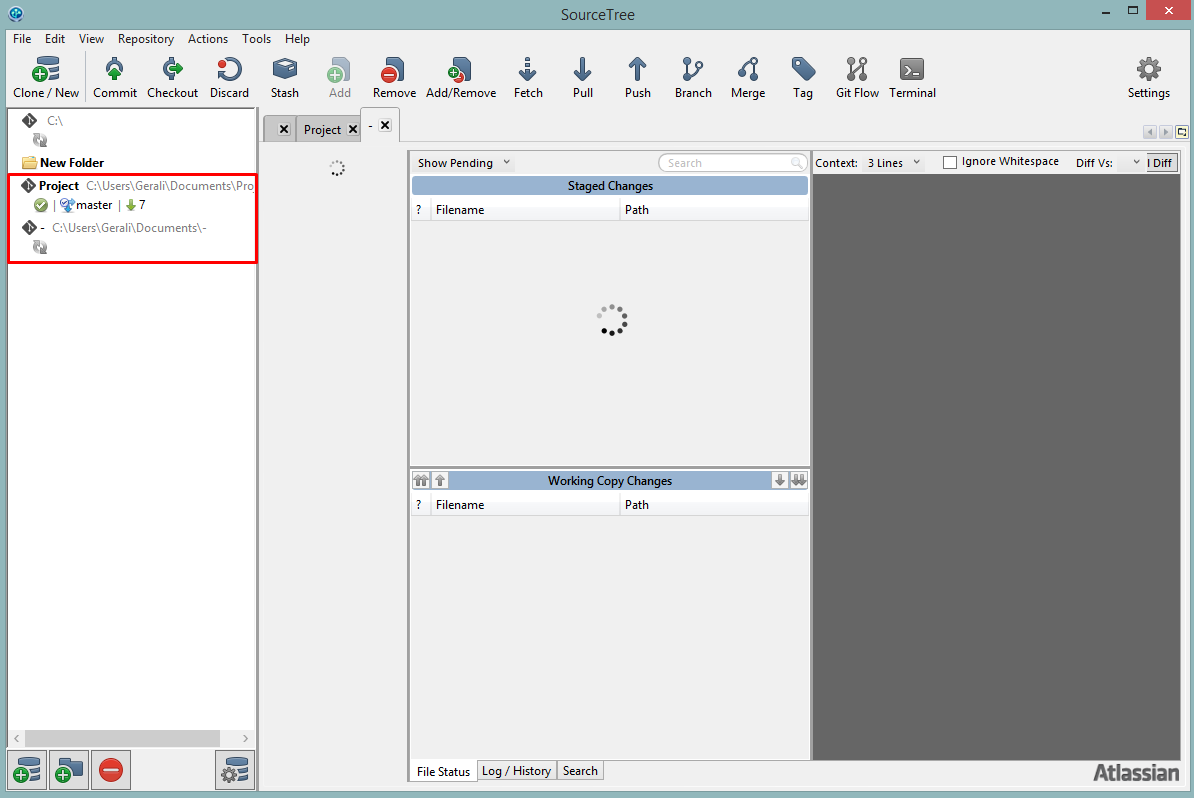 SourceTree
File Edit View Repository Actions Tools Help
Clone / New Commit Checkout Discard Stash Add Remove Add/Remove Fetch Pull Push Branch Merge Tag Git Flow Terminal Settings
C:\
New Folder
Project C:\Users\Gerali\Documents\Pro
| master | 7
- C:\Users\Gerali\Documents\-
Project -
Show Pending Search
Staged Changes
? Filename Path
Working Copy Changes
? Filename Path
File Status Log / History Search
Context: 3 Lines Ignore Whitespace Diff Vs: l Diff
Atlassian